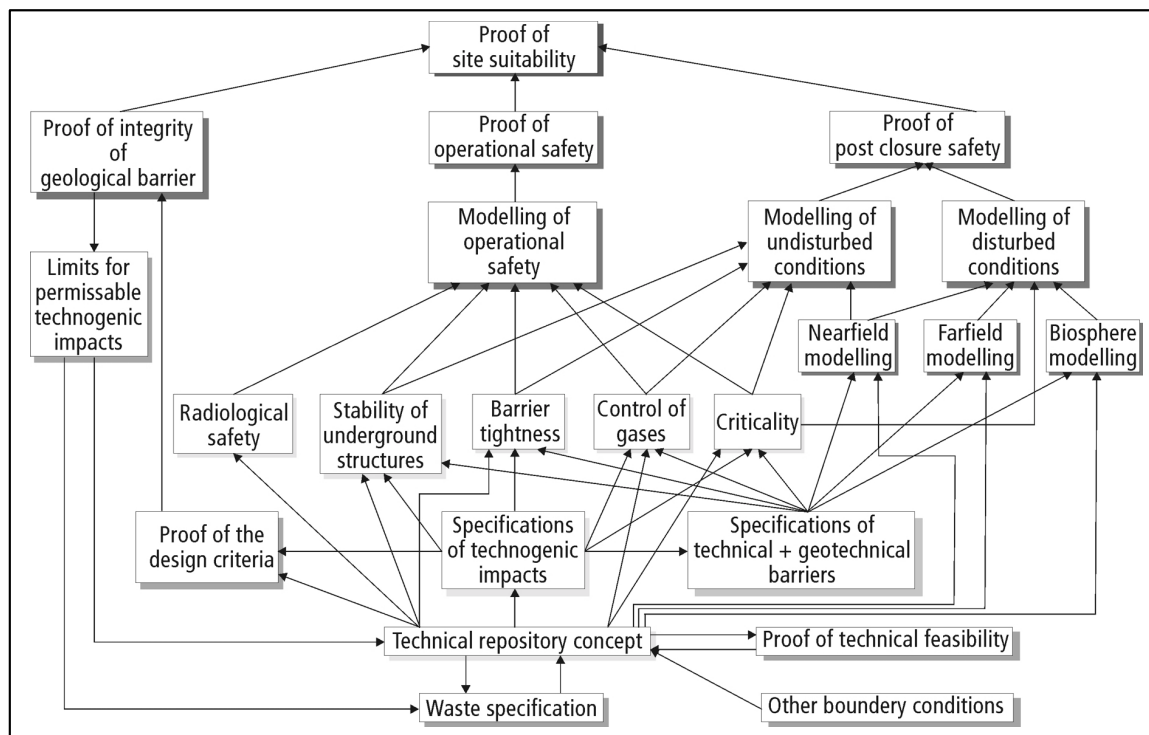 Proof of
site suitability
Proof of integrity
of
geological barrier
Proof of
operational safety
Proof of
post closure safety
Modelling of
operational
safety
Modelling of
undisturbed
conditions
Modelling of
disturbed
conditions
Limits for
permissable
technogenic
impacts
Nearfield
modelling
Farfield
modelling
Biosphere
modelling
Radiological
safety
Stability of
underground
structures
Barrier
tightness
Control of
gases
Criticality
Proof of the
design criteria
Specifications
of technogenic
impacts
Specifications of
technical + geotechnical
barriers
Technical repository concept
Proof of technical feasibility
Waste specification
Other boundery conditions